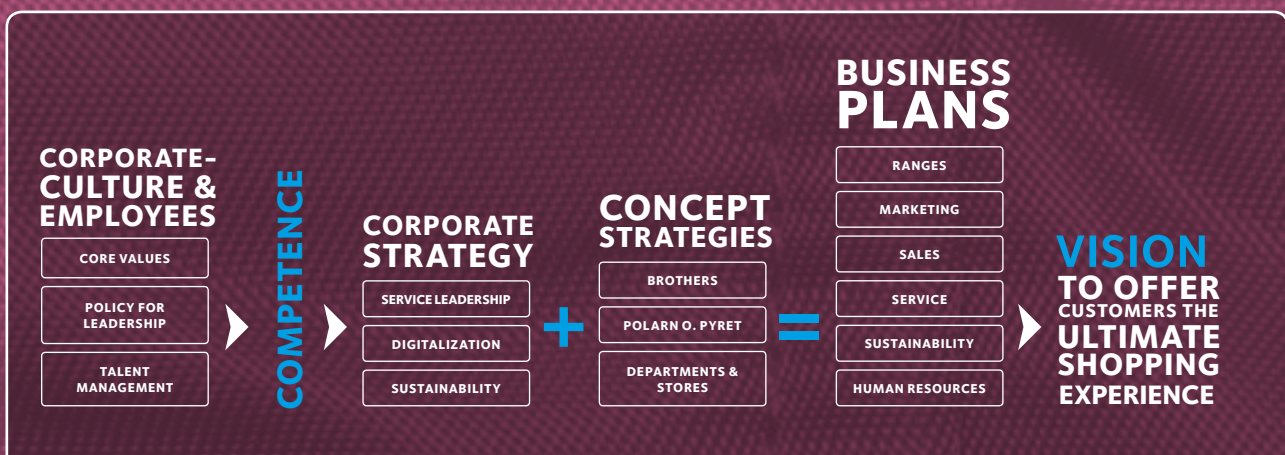 CORPORATE-
CULTURE &
EMPLOYEES
CORE VALUES
POLICY FOR
LEADERSHIP
TALENT
MANAGEMENT
COMPETENCE
CORPORATE
STRATEGY
SERVICE LEADERSHIP
DIGITALIZATION
SUSTAINABILITY
+
CONCEPT
STRATEGIES
BROTHERS
POLARN O. PYRET
DEPARTMENTS &
STORES
=
BUSINESS
PLANS
RANGES
MARKETING
SALES
SERVICE
SUSTAINABILITY
HUMAN RESOURCES
VISION
TO OFFER
CUSTOMERS THE
ULTIMATE
SHOPPING
EXPERIENCE